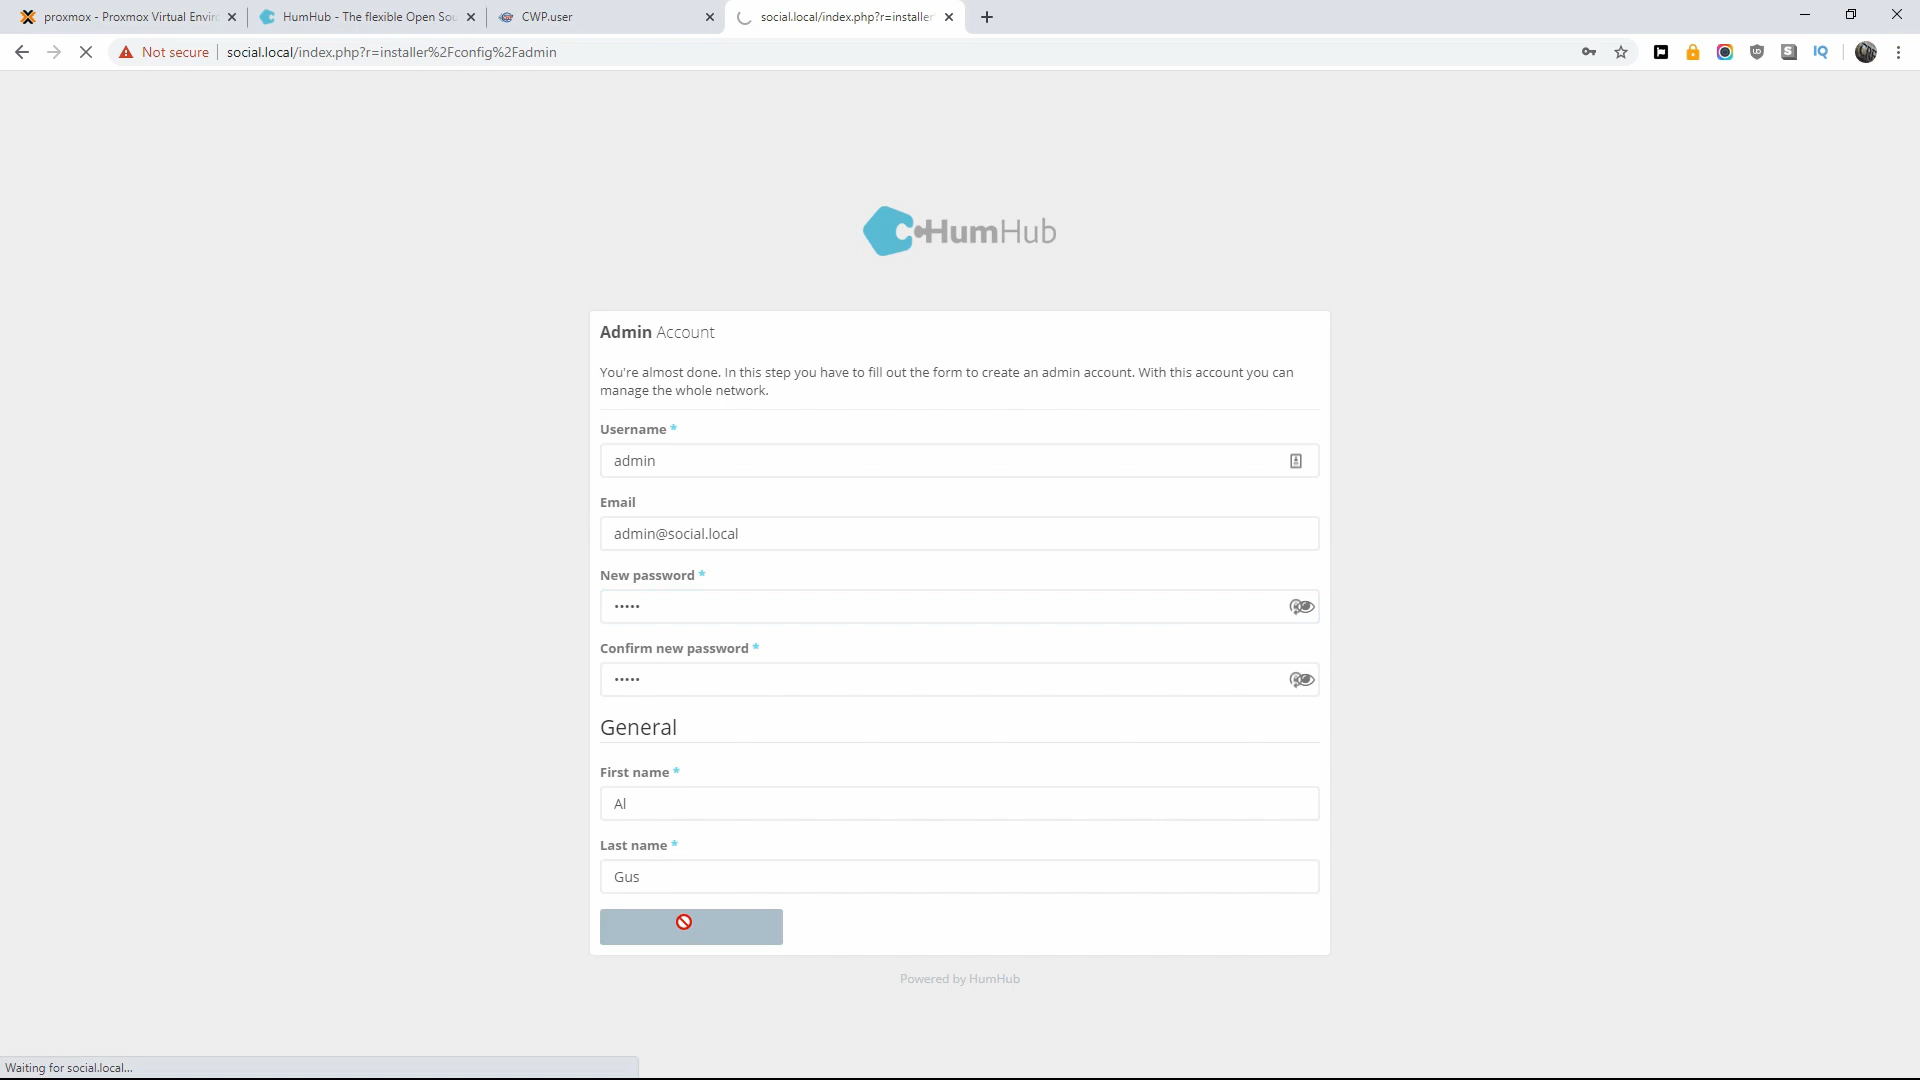 proxmox - Proxmox Virtual Enviro
HumHub - The flexible Open Sou
CWP.user
social.local/index.php?r=installer
Not secure
social.local/index.php?r=installer%2Fconfig%2Fadmin
IQ
HumHub
Admin Account
You're almost done. In this step you have to fill out the form to create an admin account. With this account you can
manage the whole network.
Username *
admin
Email
admin@social.local
New password *
•••••
Confirm new password *
•••••
General
First name *
Al
Last name *
Gus
Powered by HumHub
Waiting for social.local...